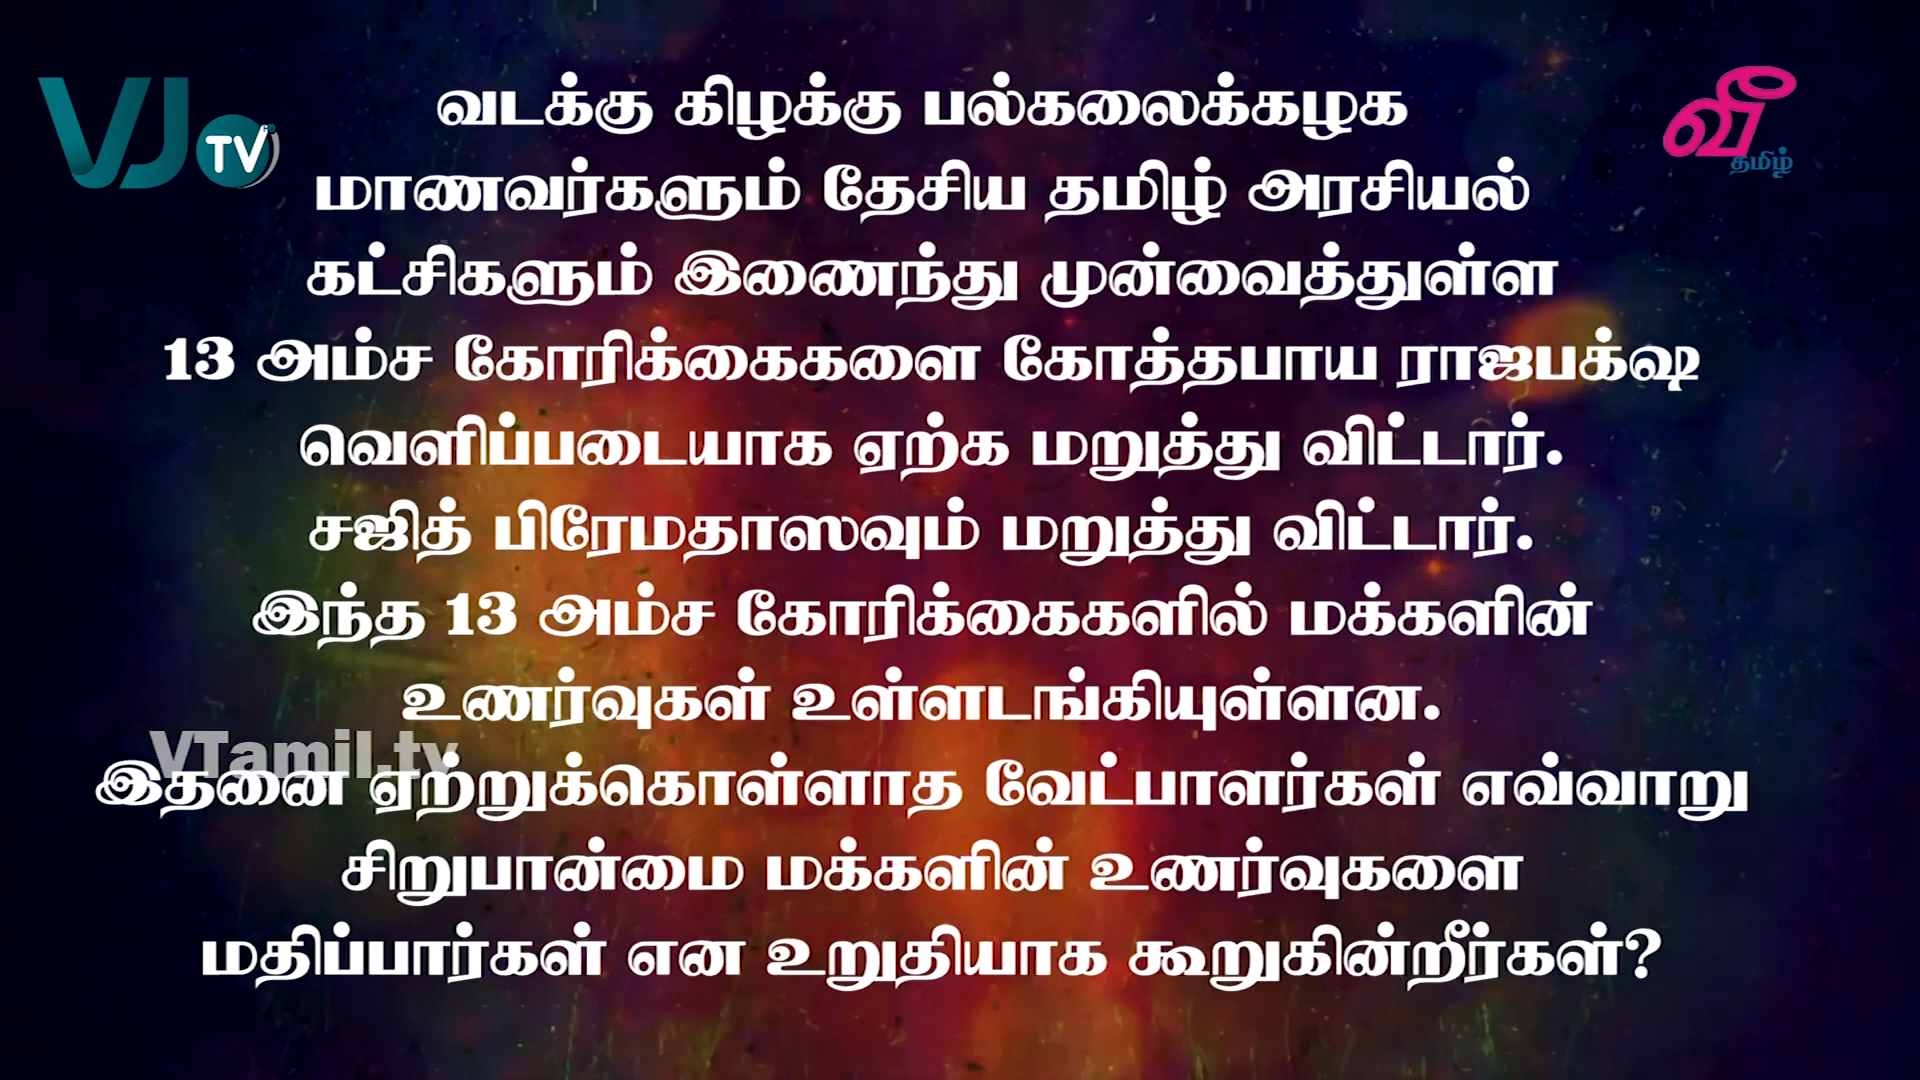 VJ TV
வீ தமிழ்
வடக்கு கிழக்கு பல்கலைக்கழக
மாணவர்களும் தேசிய தமிழ் அரசியல்
கட்சிகளும் இணைந்து முன்வைத்துள்ள
13 அம்ச கோரிக்கைகளை கோத்தபாய ராஜபக்ஷ
வெளிப்படையாக ஏற்க மறுத்து விட்டார்.
சஜித் பிரேமதாஸவும் மறுத்து விட்டார்.
இந்த 13 அம்ச கோரிக்கைகளில் மக்களின்
உணர்வுகள் உள்ளடங்கியுள்ளன.
VTamil.tv
இதனை ஏற்றுக்கொள்ளாத வேட்பாளர்கள் எவ்வாறு
சிறுபான்மை மக்களின் உணர்வுகளை
மதிப்பார்கள் என உறுதியாக கூறுகின்றீர்கள்?